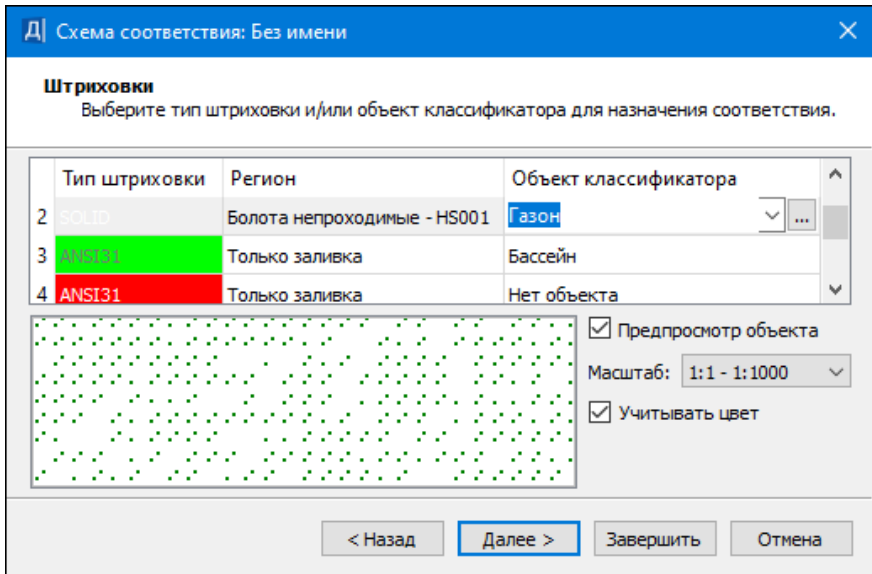 Д| Схема соответствия: Без имени
Штриховки
Выберите тип штриховки и/или объект классификатора для назначения соответствия.
Тип штриховки Регион Объект классификатора
2 SOLID Болота непроходимые - HS001 Газон ...
3 ANSI31 Только заливка Бассейн
4 ANSI31 Только заливка Нет объекта
Предпросмотр объекта
Масштаб: 1:1 - 1:1000
Учитывать цвет
< Назад Далее > Завершить Отмена